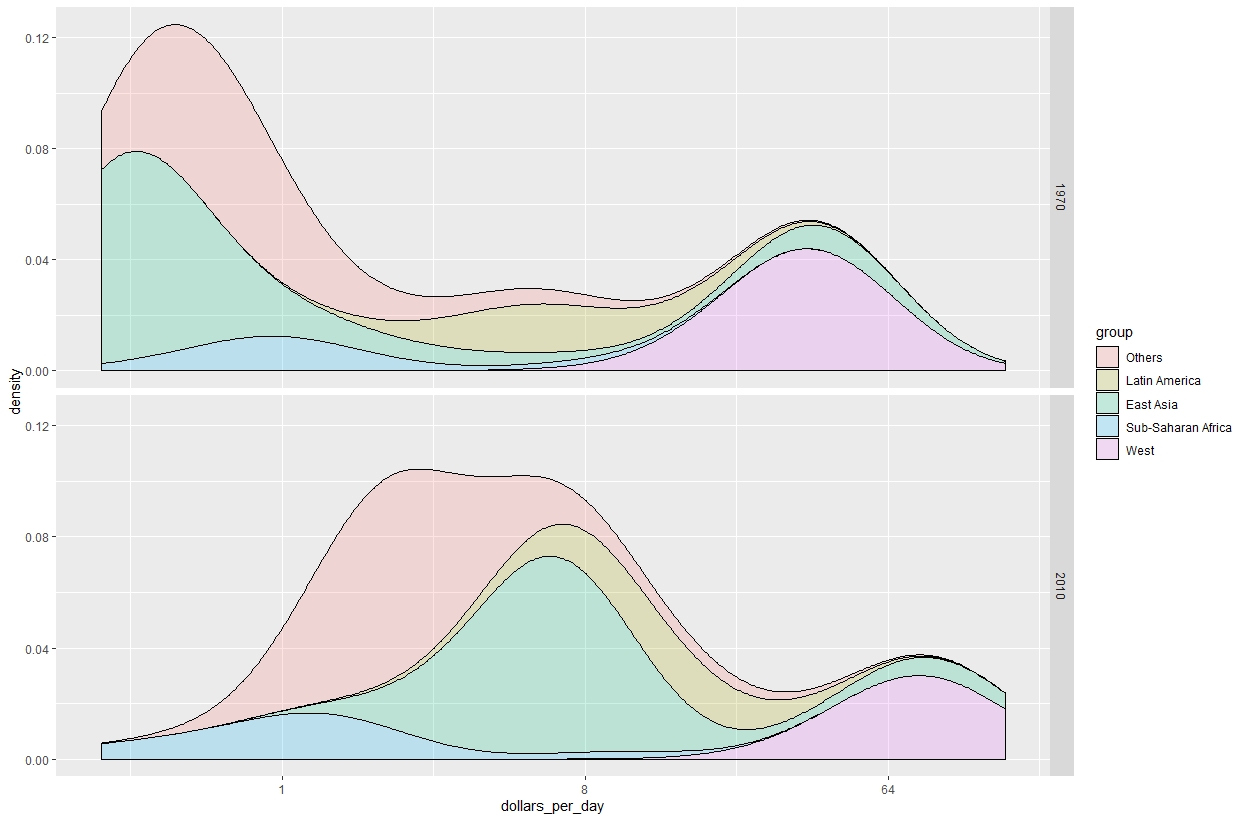 0.12
0.08
0.04
0.00
1970
0.12
0.08
0.04
0.00
2010
density
1
8
64
dollars_per_day
group
Others
Latin America
East Asia
Sub-Saharan Africa
West